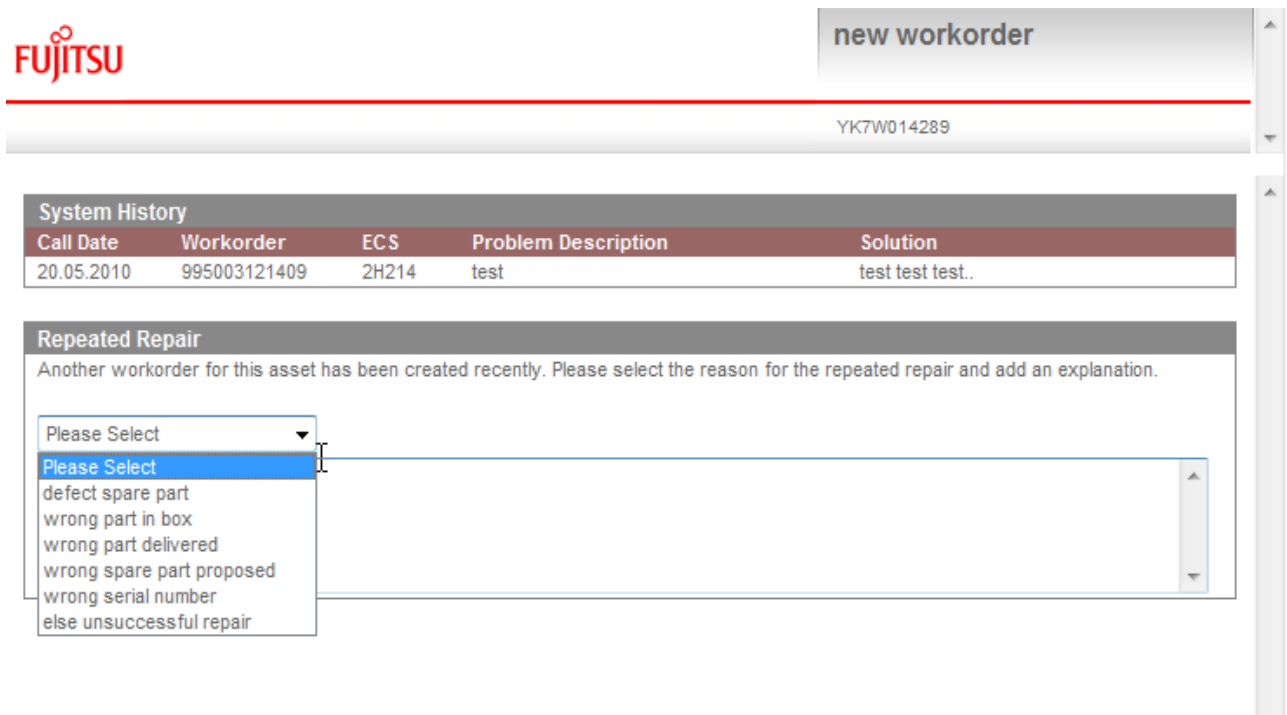 FUJITSU
new workorder
YK7W014289
System History
Call Date Workorder ECS Problem Description Solution
20.05.2010 995003121409 2H214 test test test test..
Repeated Repair
Another workorder for this asset has been created recently. Please select the reason for the repeated repair and add an explanation.
Please Select
Please Select
defect spare part
wrong part in box
wrong part delivered
wrong spare part proposed
wrong serial number
else unsuccessful repair